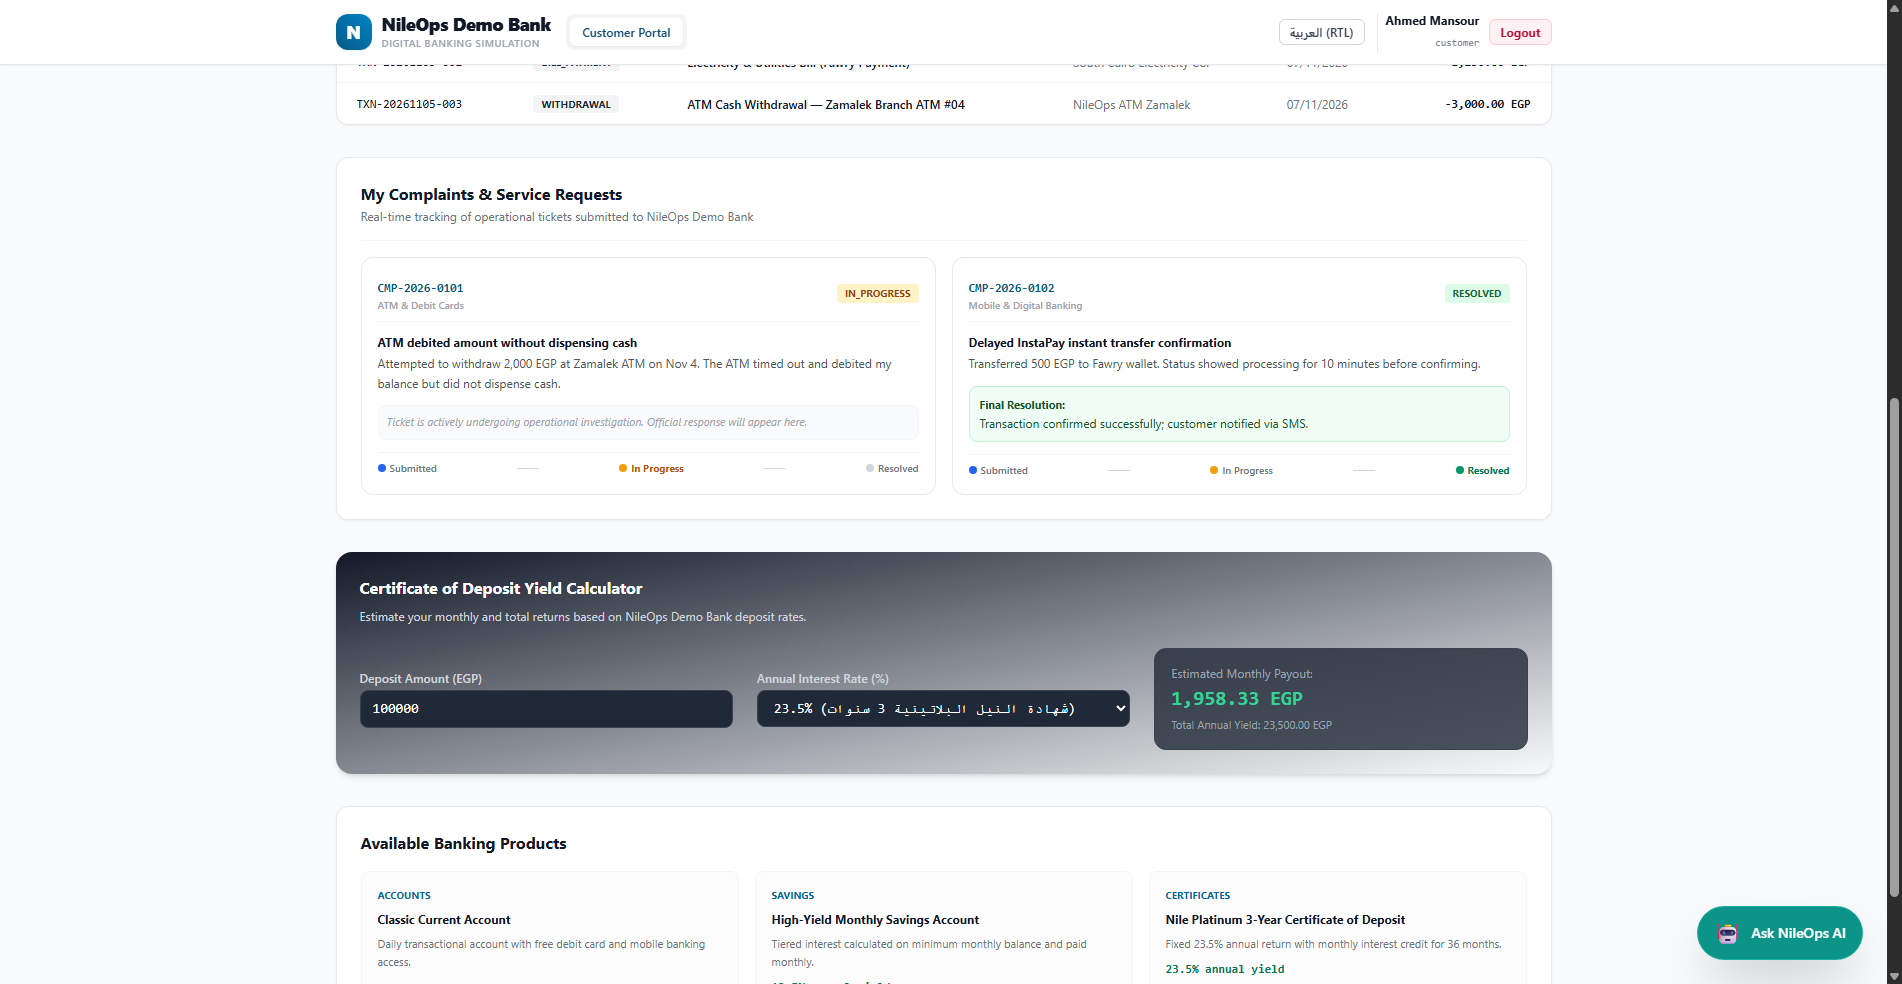 N
NileOps Demo Bank
DIGITAL BANKING SIMULATION
Customer Portal
العربية (RTL)
Ahmed Mansour
customer
Logout
TXN-20261105-003 WITHDRAWAL ATM Cash Withdrawal — Zamalek Branch ATM #04 NileOps ATM Zamalek 07/11/2026 -3,000.00 EGP
My Complaints & Service Requests
Real-time tracking of operational tickets submitted to NileOps Demo Bank
CMP-2026-0101
ATM & Debit Cards
IN_PROGRESS
ATM debited amount without dispensing cash
Attempted to withdraw 2,000 EGP at Zamalek ATM on Nov 4. The ATM timed out and debited my
balance but did not dispense cash.
Ticket is actively undergoing operational investigation. Official response will appear here.
Submitted In Progress Resolved
CMP-2026-0102
Mobile & Digital Banking
RESOLVED
Delayed InstaPay instant transfer confirmation
Transferred 500 EGP to Fawry wallet. Status showed processing for 10 minutes before confirming.
Final Resolution:
Transaction confirmed successfully; customer notified via SMS.
Submitted In Progress Resolved
Certificate of Deposit Yield Calculator
Estimate your monthly and total returns based on NileOps Demo Bank deposit rates.
Deposit Amount (EGP)
100000
Annual Interest Rate (%)
23.5% (شهادة النيل البلاتينية 3 سنوات)
Estimated Monthly Payout:
1,958.33 EGP
Total Annual Yield: 23,500.00 EGP
Available Banking Products
ACCOUNTS
Classic Current Account
Daily transactional account with free debit card and mobile banking
access.
SAVINGS
High-Yield Monthly Savings Account
Tiered interest calculated on minimum monthly balance and paid
monthly.
CERTIFICATES
Nile Platinum 3-Year Certificate of Deposit
Fixed 23.5% annual return with monthly interest credit for 36 months.
23.5% annual yield
Ask NileOps AI